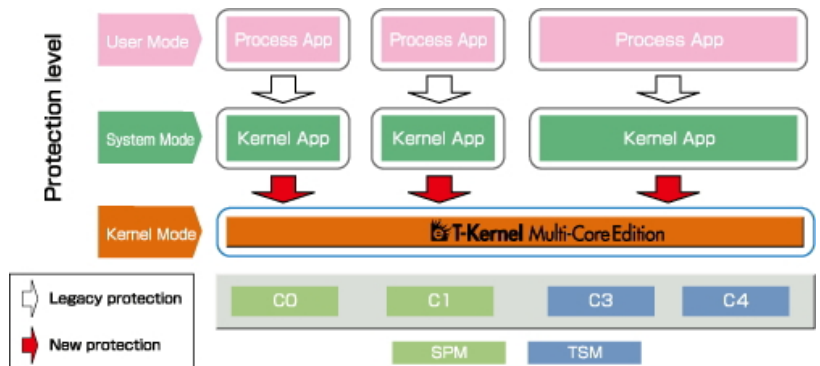 Protection level
User Mode
Process App
Process App
Process App
System Mode
Kernel App
Kernel App
Kernel App
Kernel Mode
eT-Kernel Multi-Core Edition
Legacy protection
New protection
C0
C1
C3
C4
SPM
TSM